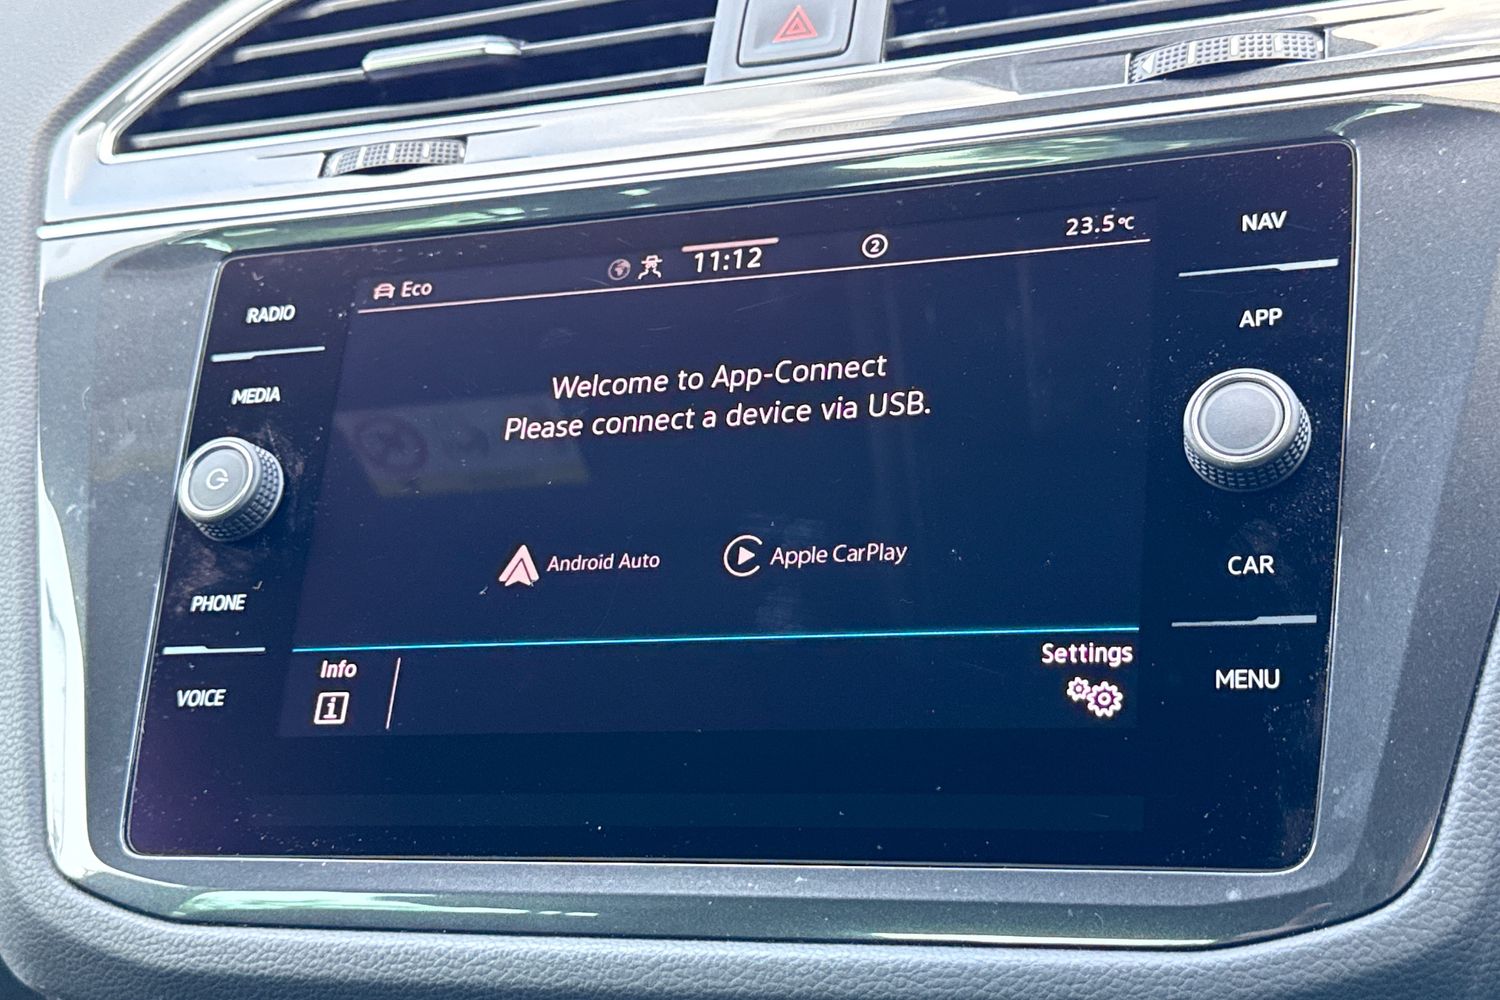 Eco
11:12
2
23.5°C
RADIO
MEDIA
PHONE
VOICE
Welcome to App-Connect
Please connect a device via USB.
Android Auto
Apple CarPlay
Info
i
Settings
NAV
APP
CAR
MENU